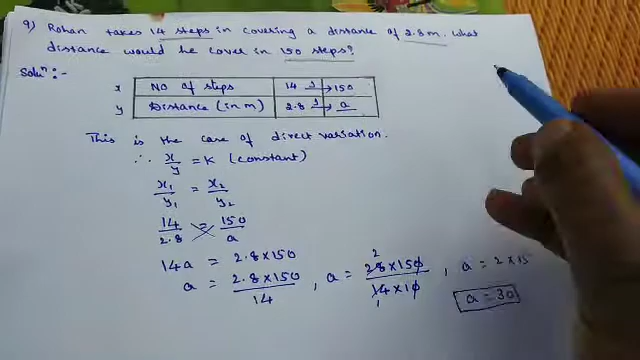 9) Rohan takes 14 steps in covering a distance of 2.8m. What
distance would he cover in 150 steps?
Solun:-
x No of steps 14 → 150
y Distance (in m) 2.8 → a
This is the case of direct variation.
∴ x/y = K (constant)
x1/y1 = x2/y2
14/2.8 = 150/a
14a = 2.8×150
a = 2.8×150/14 , a = 28×150/14×10 , a = 2×15
a = 30